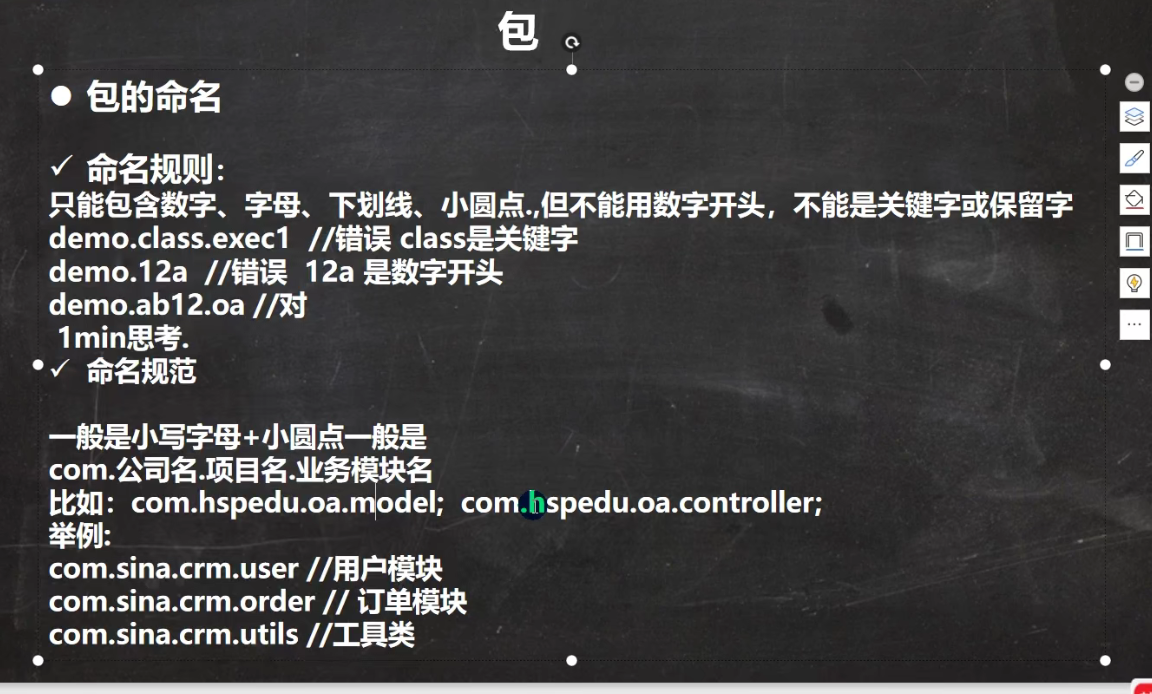 包
● 包的命名
✓ 命名规则:
只能包含数字、字母、下划线、小圆点.,但不能用数字开头，不能是关键字或保留字
demo.class.exec1 //错误 class是关键字
demo.12a //错误 12a 是数字开头
demo.ab12.oa //对
1min思考.
✓ 命名规范
一般是小写字母+小圆点一般是
com.公司名.项目名.业务模块名
比如：com.hspedu.oa.model; com.hspedu.oa.controller;
举例:
com.sina.crm.user //用户模块
com.sina.crm.order // 订单模块
com.sina.crm.utils //工具类